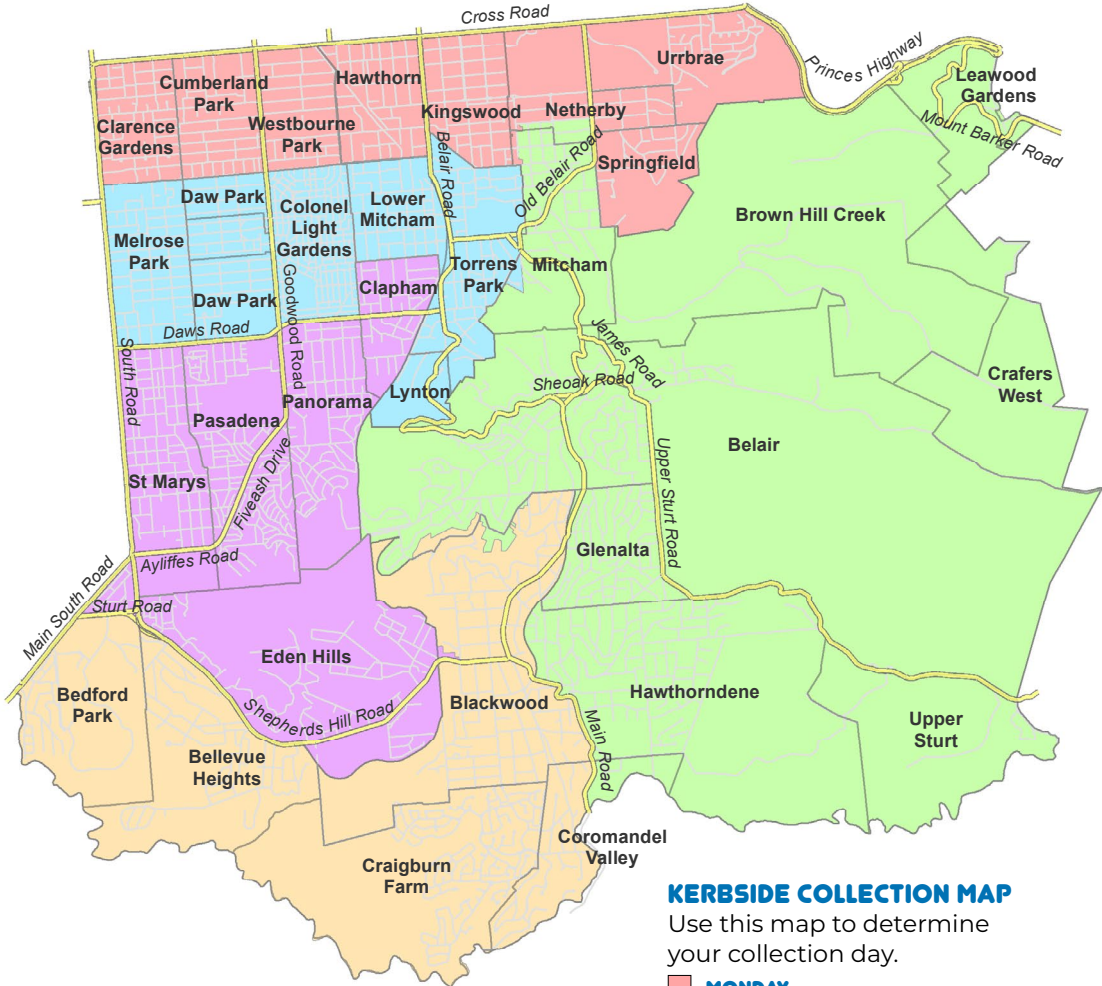 Cross Road
Princes Highway
Urrbrae
Leawood
Gardens
Hawthorn
Cumberland
Park
Kingswood
Netherby
Mount Barker Road
Clarence
Gardens
Westbourne
Park
Belair Road
Old Belair Road
Springfield
Daw Park
Lower
Mitcham
Colonel
Light
Gardens
Brown Hill Creek
Melrose
Park
Torrens
Park
Mitcham
Clapham
Daw Park
Goodwood Road
Daws Road
South Road
James Road
Sheoak Road
Crafers
West
Lynton
Panorama
Pasadena
Belair
Upper Sturt Road
St Marys
Fiveash Drive
Glenalta
Ayliffes Road
Main South Road
Sturt Road
Eden Hills
Hawthorndene
Bedford
Park
Blackwood
Shepherds Hill Road
Main Road
Upper
Sturt
Bellevue
Heights
Coromandel
Valley
Craigburn
Farm
KERBSIDE COLLECTION MAP
Use this map to determine
your collection day.
MONDAY